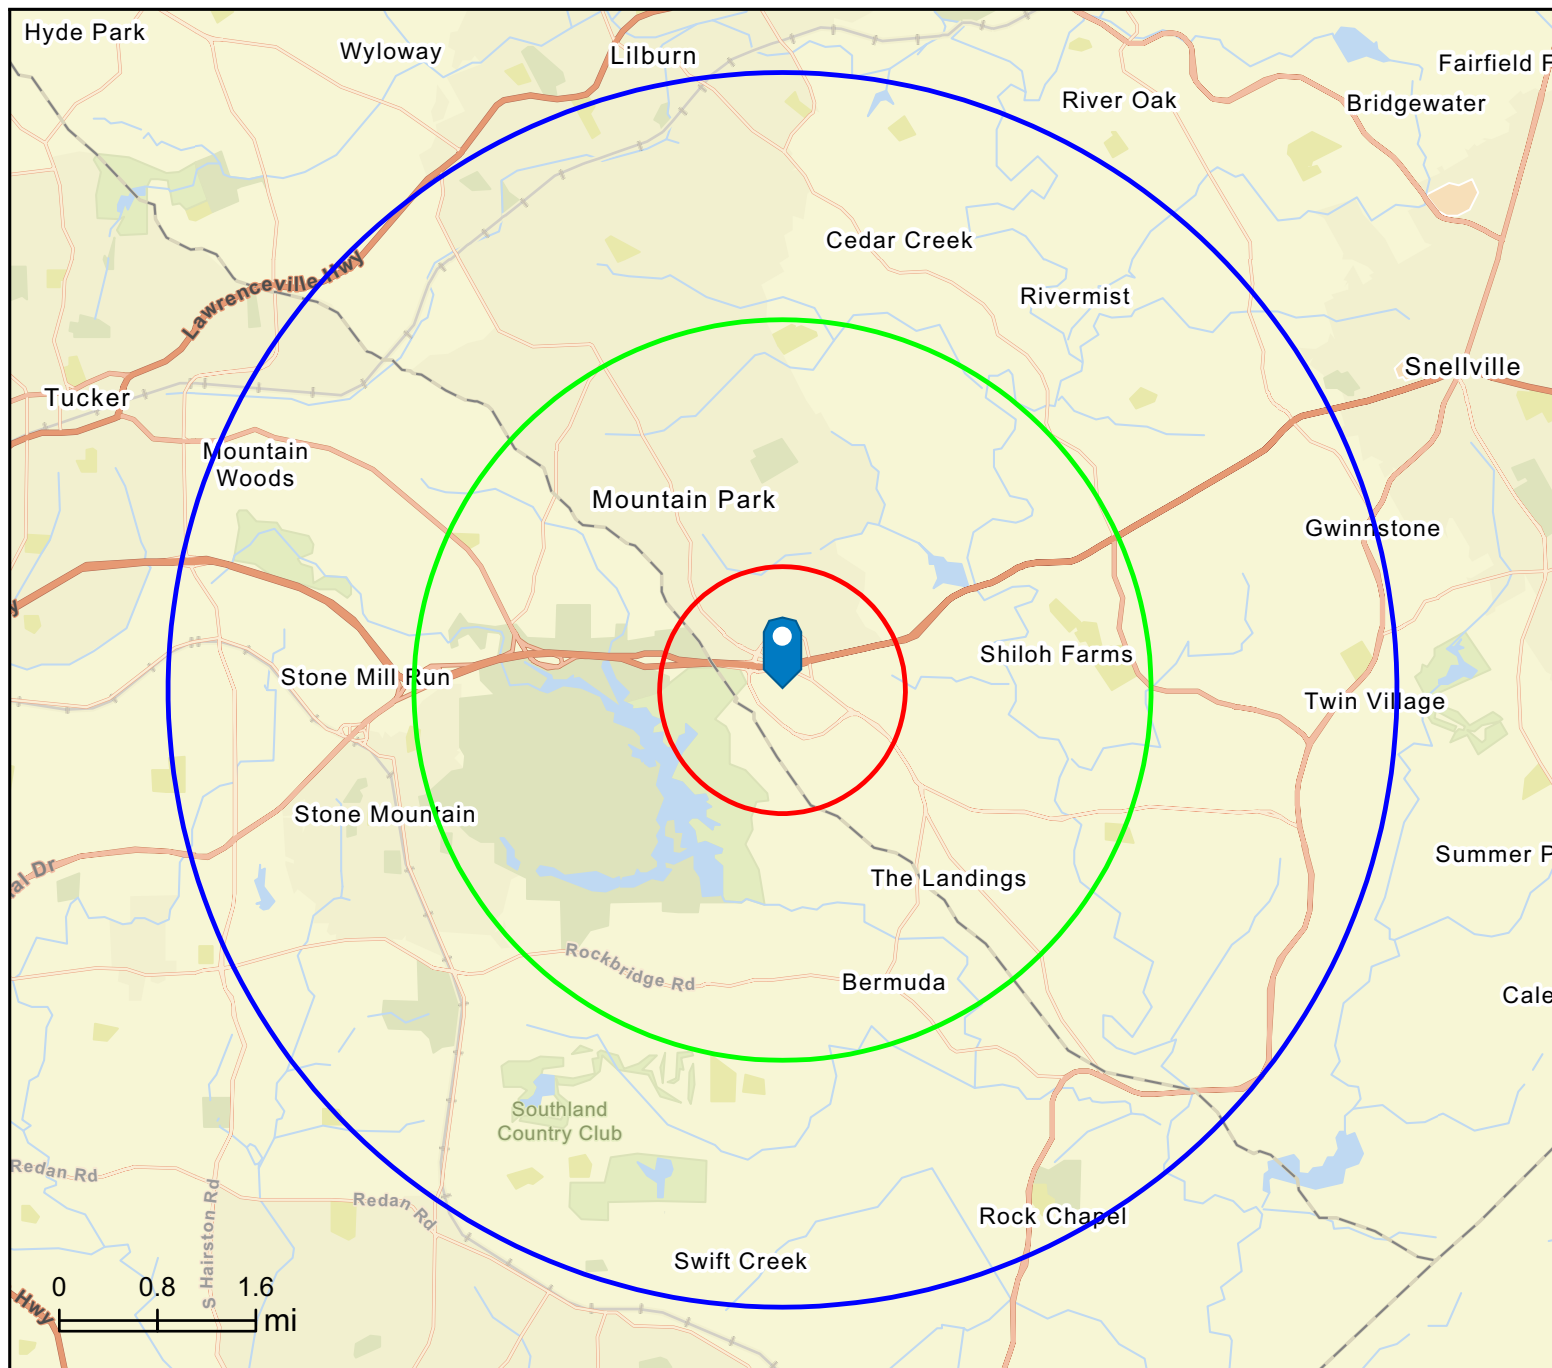 Hyde Park
Wyloway
Lilburn
Fairfield
River Oak
Bridgewater
Cedar Creek
Lawrenceville Hwy
Rivermist
Snellville
Tucker
Mountain
Woods
Mountain Park
Gwinnstone
Shiloh Farms
Stone Mill Run
Twin Village
Stone Mountain
Summer
Dr
The Landings
Rockbridge Rd
Bermuda
Southland
Country Club
Redan Rd
S Hairston Rd
Redan Rd
Rock Chapel
Swift Creek
0 0.8 1.6
mi
Hwy